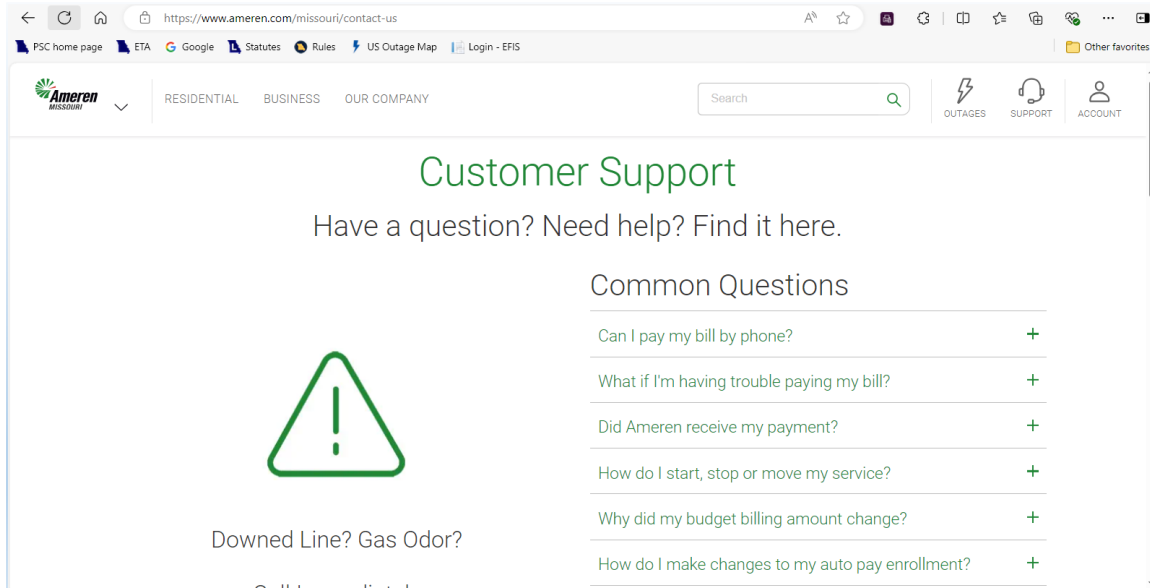 https://www.ameren.com/missouri/contact-us
PSC home page ETA Google Statutes Rules US Outage Map Login - EFIS Other favorites
Ameren
MISSOURI
RESIDENTIAL BUSINESS OUR COMPANY
Search
OUTAGES SUPPORT ACCOUNT
Customer Support
Have a question? Need help? Find it here.
Common Questions
Can I pay my bill by phone?
What if I'm having trouble paying my bill?
Did Ameren receive my payment?
How do I start, stop or move my service?
Why did my budget billing amount change?
How do I make changes to my auto pay enrollment?
Downed Line? Gas Odor?